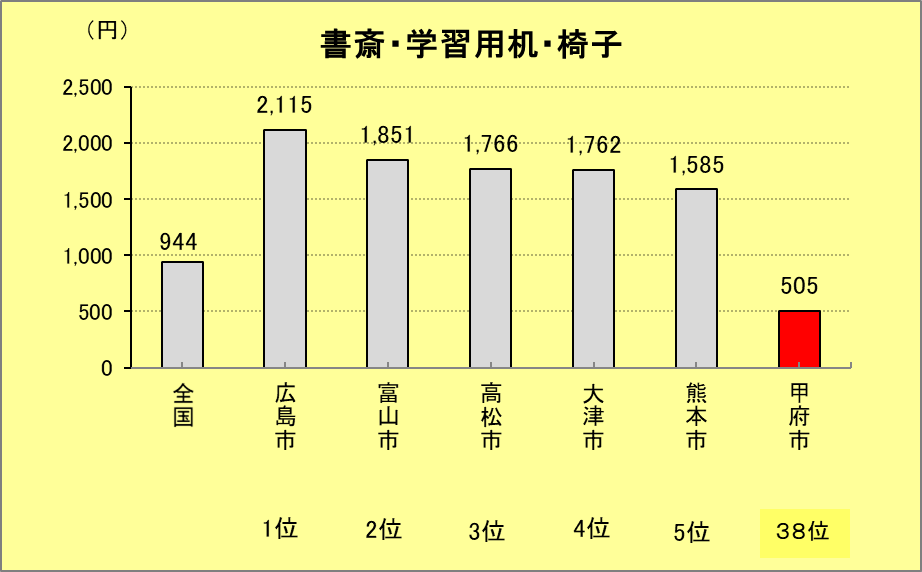 （円）
書斎・学習用机・椅子
2,500
2,000
1,500
1,000
500
0
944
2,115
1,851
1,766
1,762
1,585
505
全国
広島市
富山市
高松市
大津市
熊本市
甲府市
1位
2位
3位
4位
5位
３８位